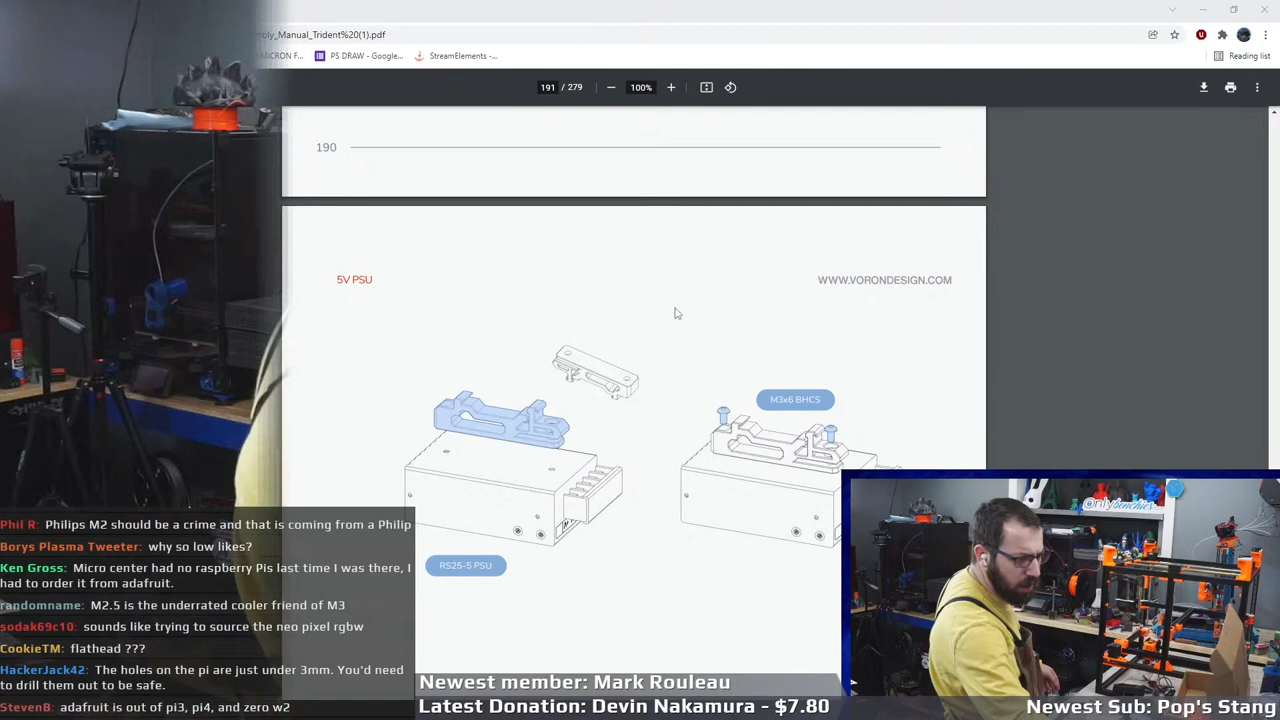 bly_Manual_Trident%20(1).pdf
MICRON F...
PS DRAW - Google...
StreamElements -...
Reading list
191 / 279
100%
190
5V PSU
WWW.VORONDESIGN.COM
M3x6 BHCS
RS25-5 PSU
@onlybenchies
Phil R: Philips M2 should be a crime and that is coming from a Philip
Borys Plasma Tweeter: why so low likes?
Ken Gross: Micro center had no raspberry Pis last time I was there, I
had to order it from adafruit.
randomname: M2.5 is the underrated cooler friend of M3
sodak69c10: sounds like trying to source the neo pixel rgbw
CookieTM: flathead ???
HackerJack42: The holes on the pi are just under 3mm. You'd need
to drill them out to be safe.
StevenB: adafruit is out of pi3, pi4, and zero w2
Newest member: Mark Rouleau
Latest Donation: Devin Nakamura - $7.80
Newest Sub: Pop's Stang